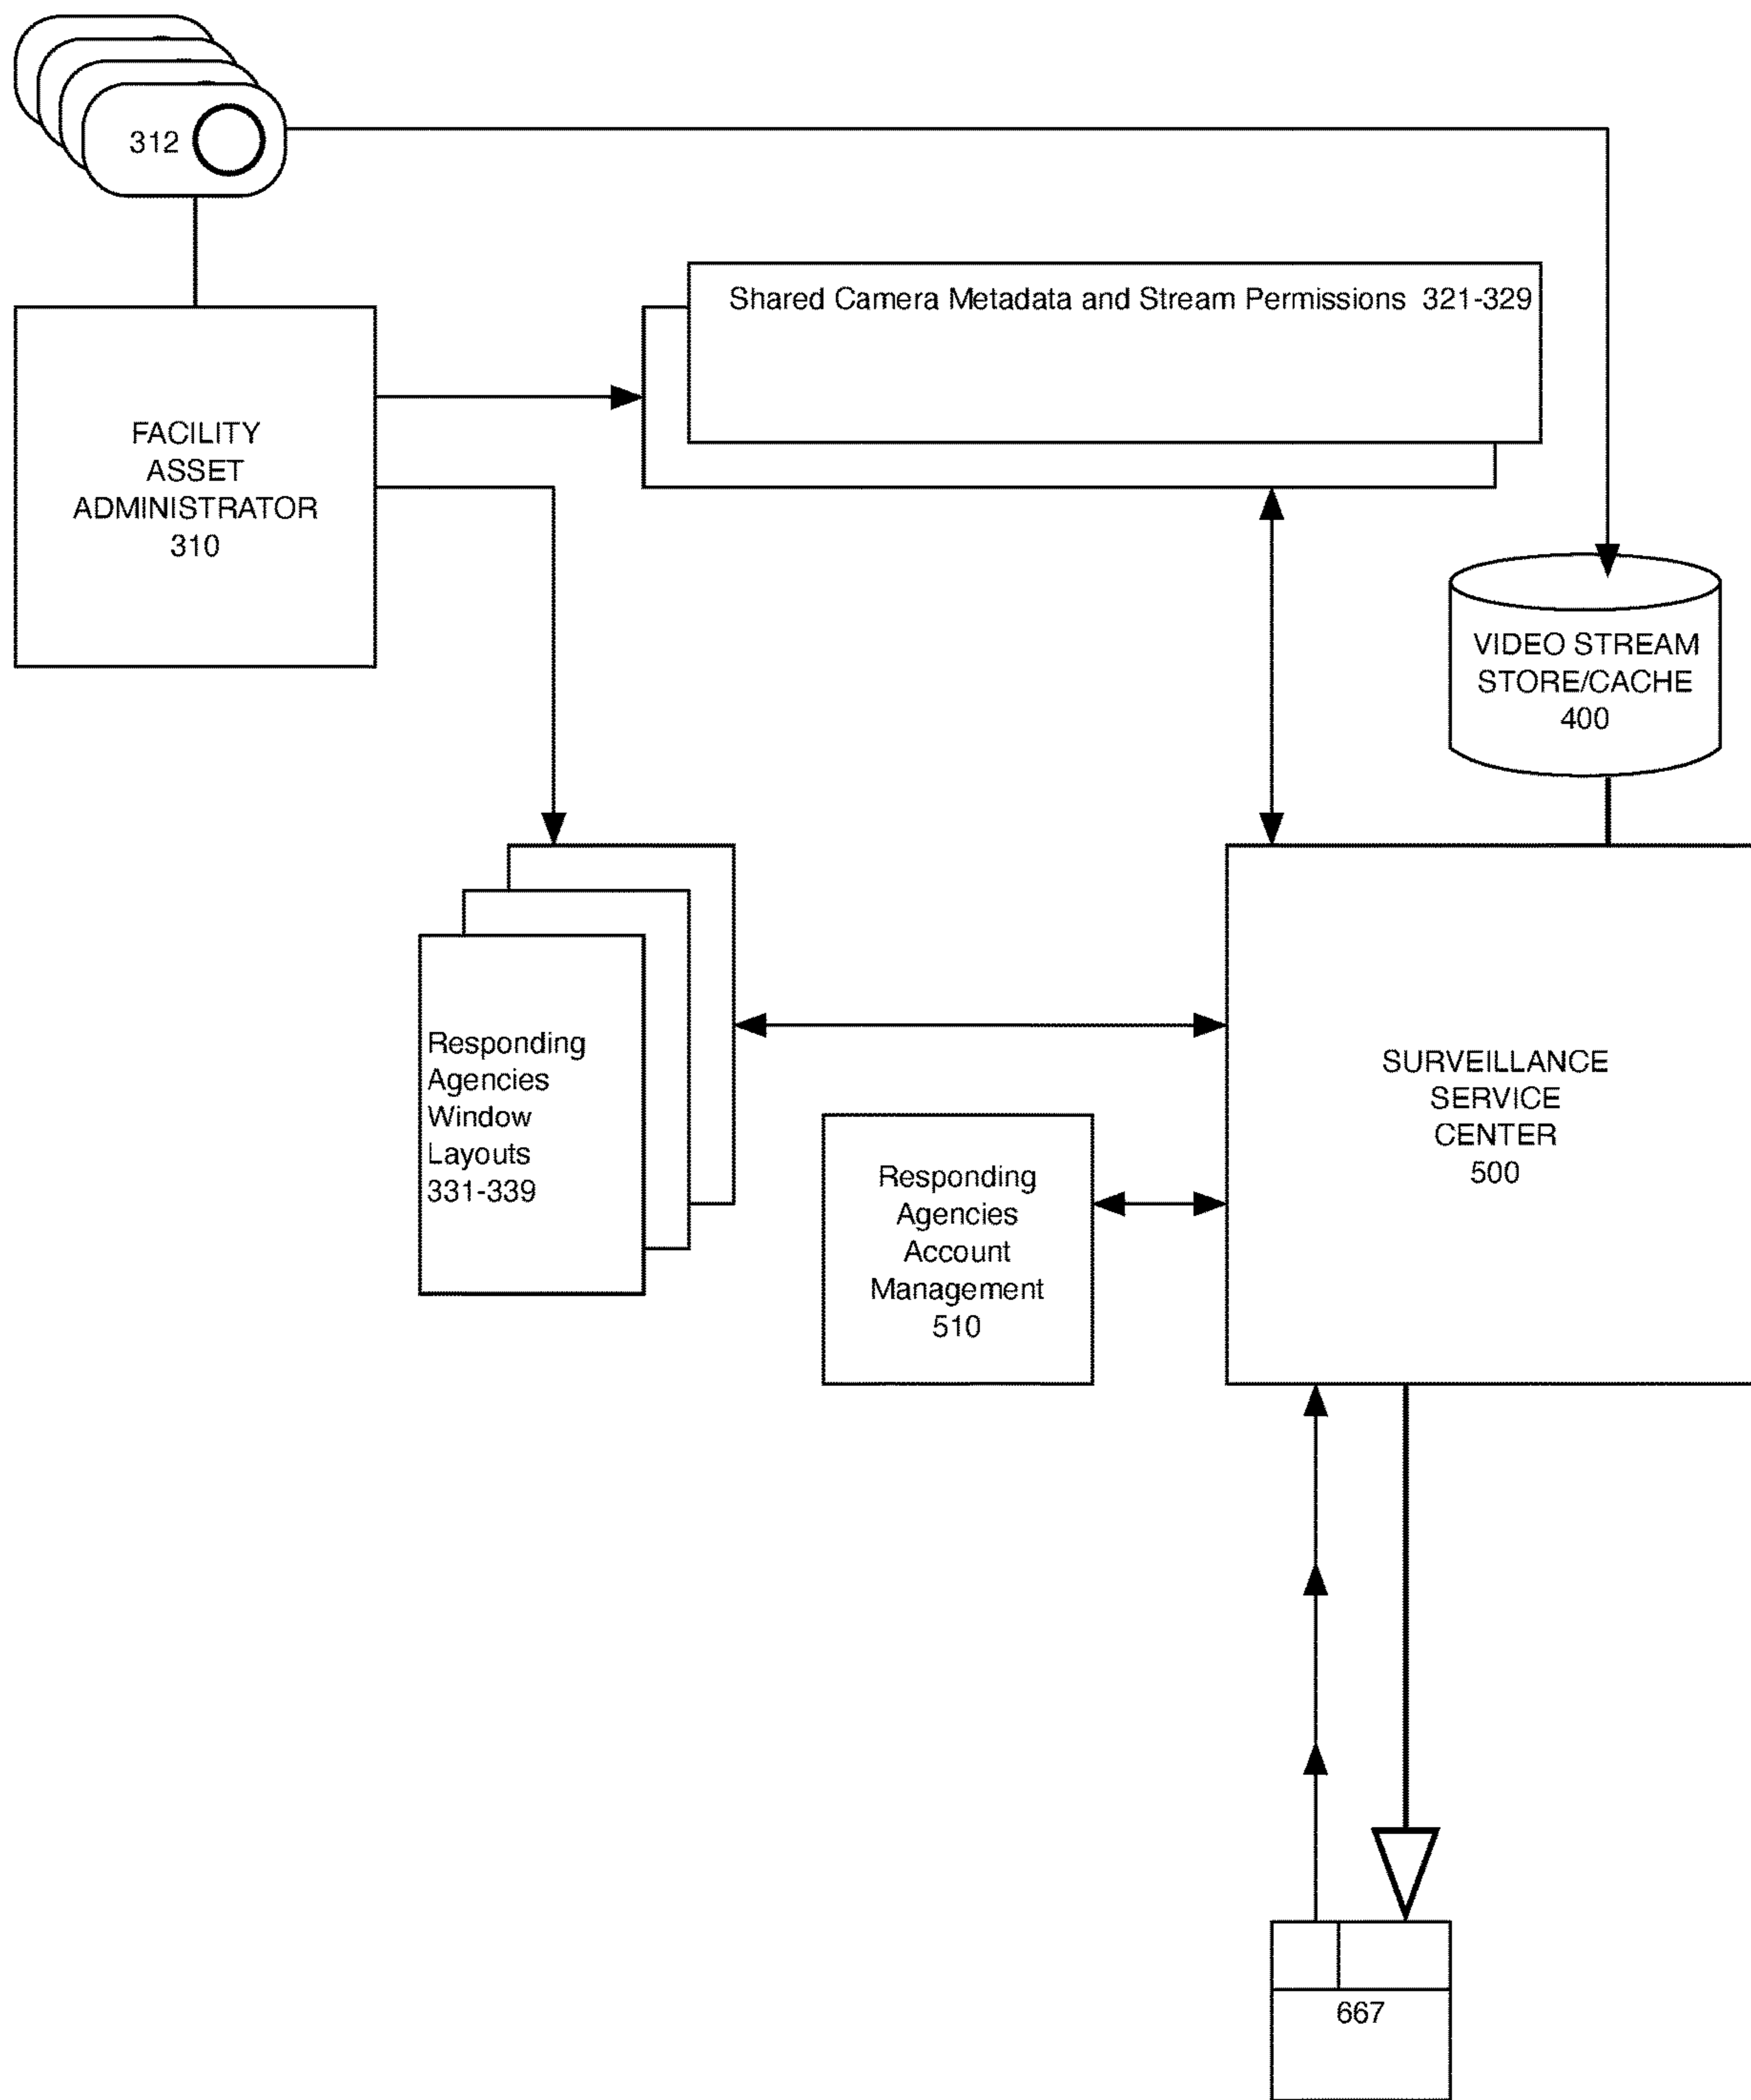 312
Shared Camera Metadata and Stream Permissions 321-329
FACILITY
ASSET
ADMINISTRATOR
310
VIDEO STREAM
STORE/CACHE
400
Responding
Agencies
Window
Layouts
331-339
SURVEILLANCE
SERVICE
CENTER
500
Responding
Agencies
Account
Management
510
667